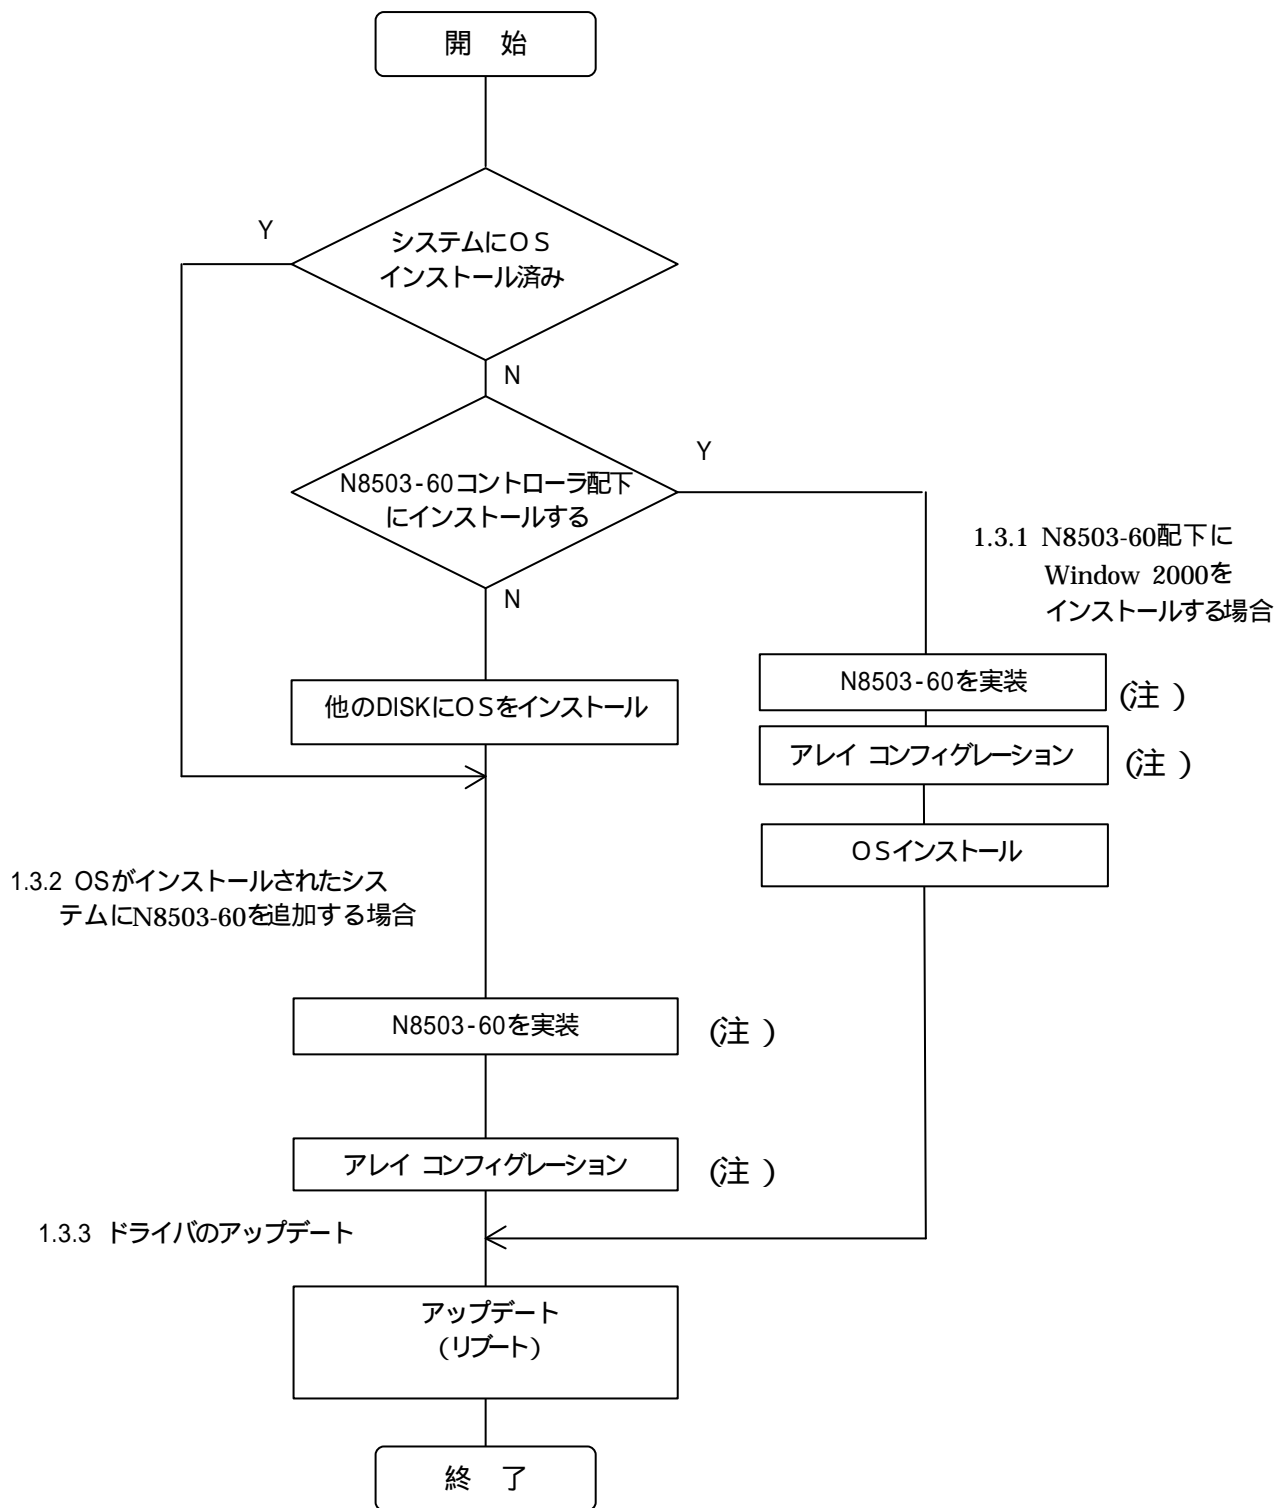 開　始
Y
システムにＯＳ
インストール済み
N
N8503-60コントローラ配下
にインストールする
Y
N
1.3.1 N8503-60配下に
Window 2000を
インストールする場合
N8503-60を実装
(注 )
他のDISKにＯＳをインストール
アレイ コンフィグレーション
(注 )
ＯＳインストール
1.3.2 OSがインストールされたシス
テムにN8503-60を追加する場合
N8503-60を実装
(注 )
アレイ コンフィグレーション
(注 )
1.3.3 ドライバのアップデート
アップデート
(リブート)
終　了